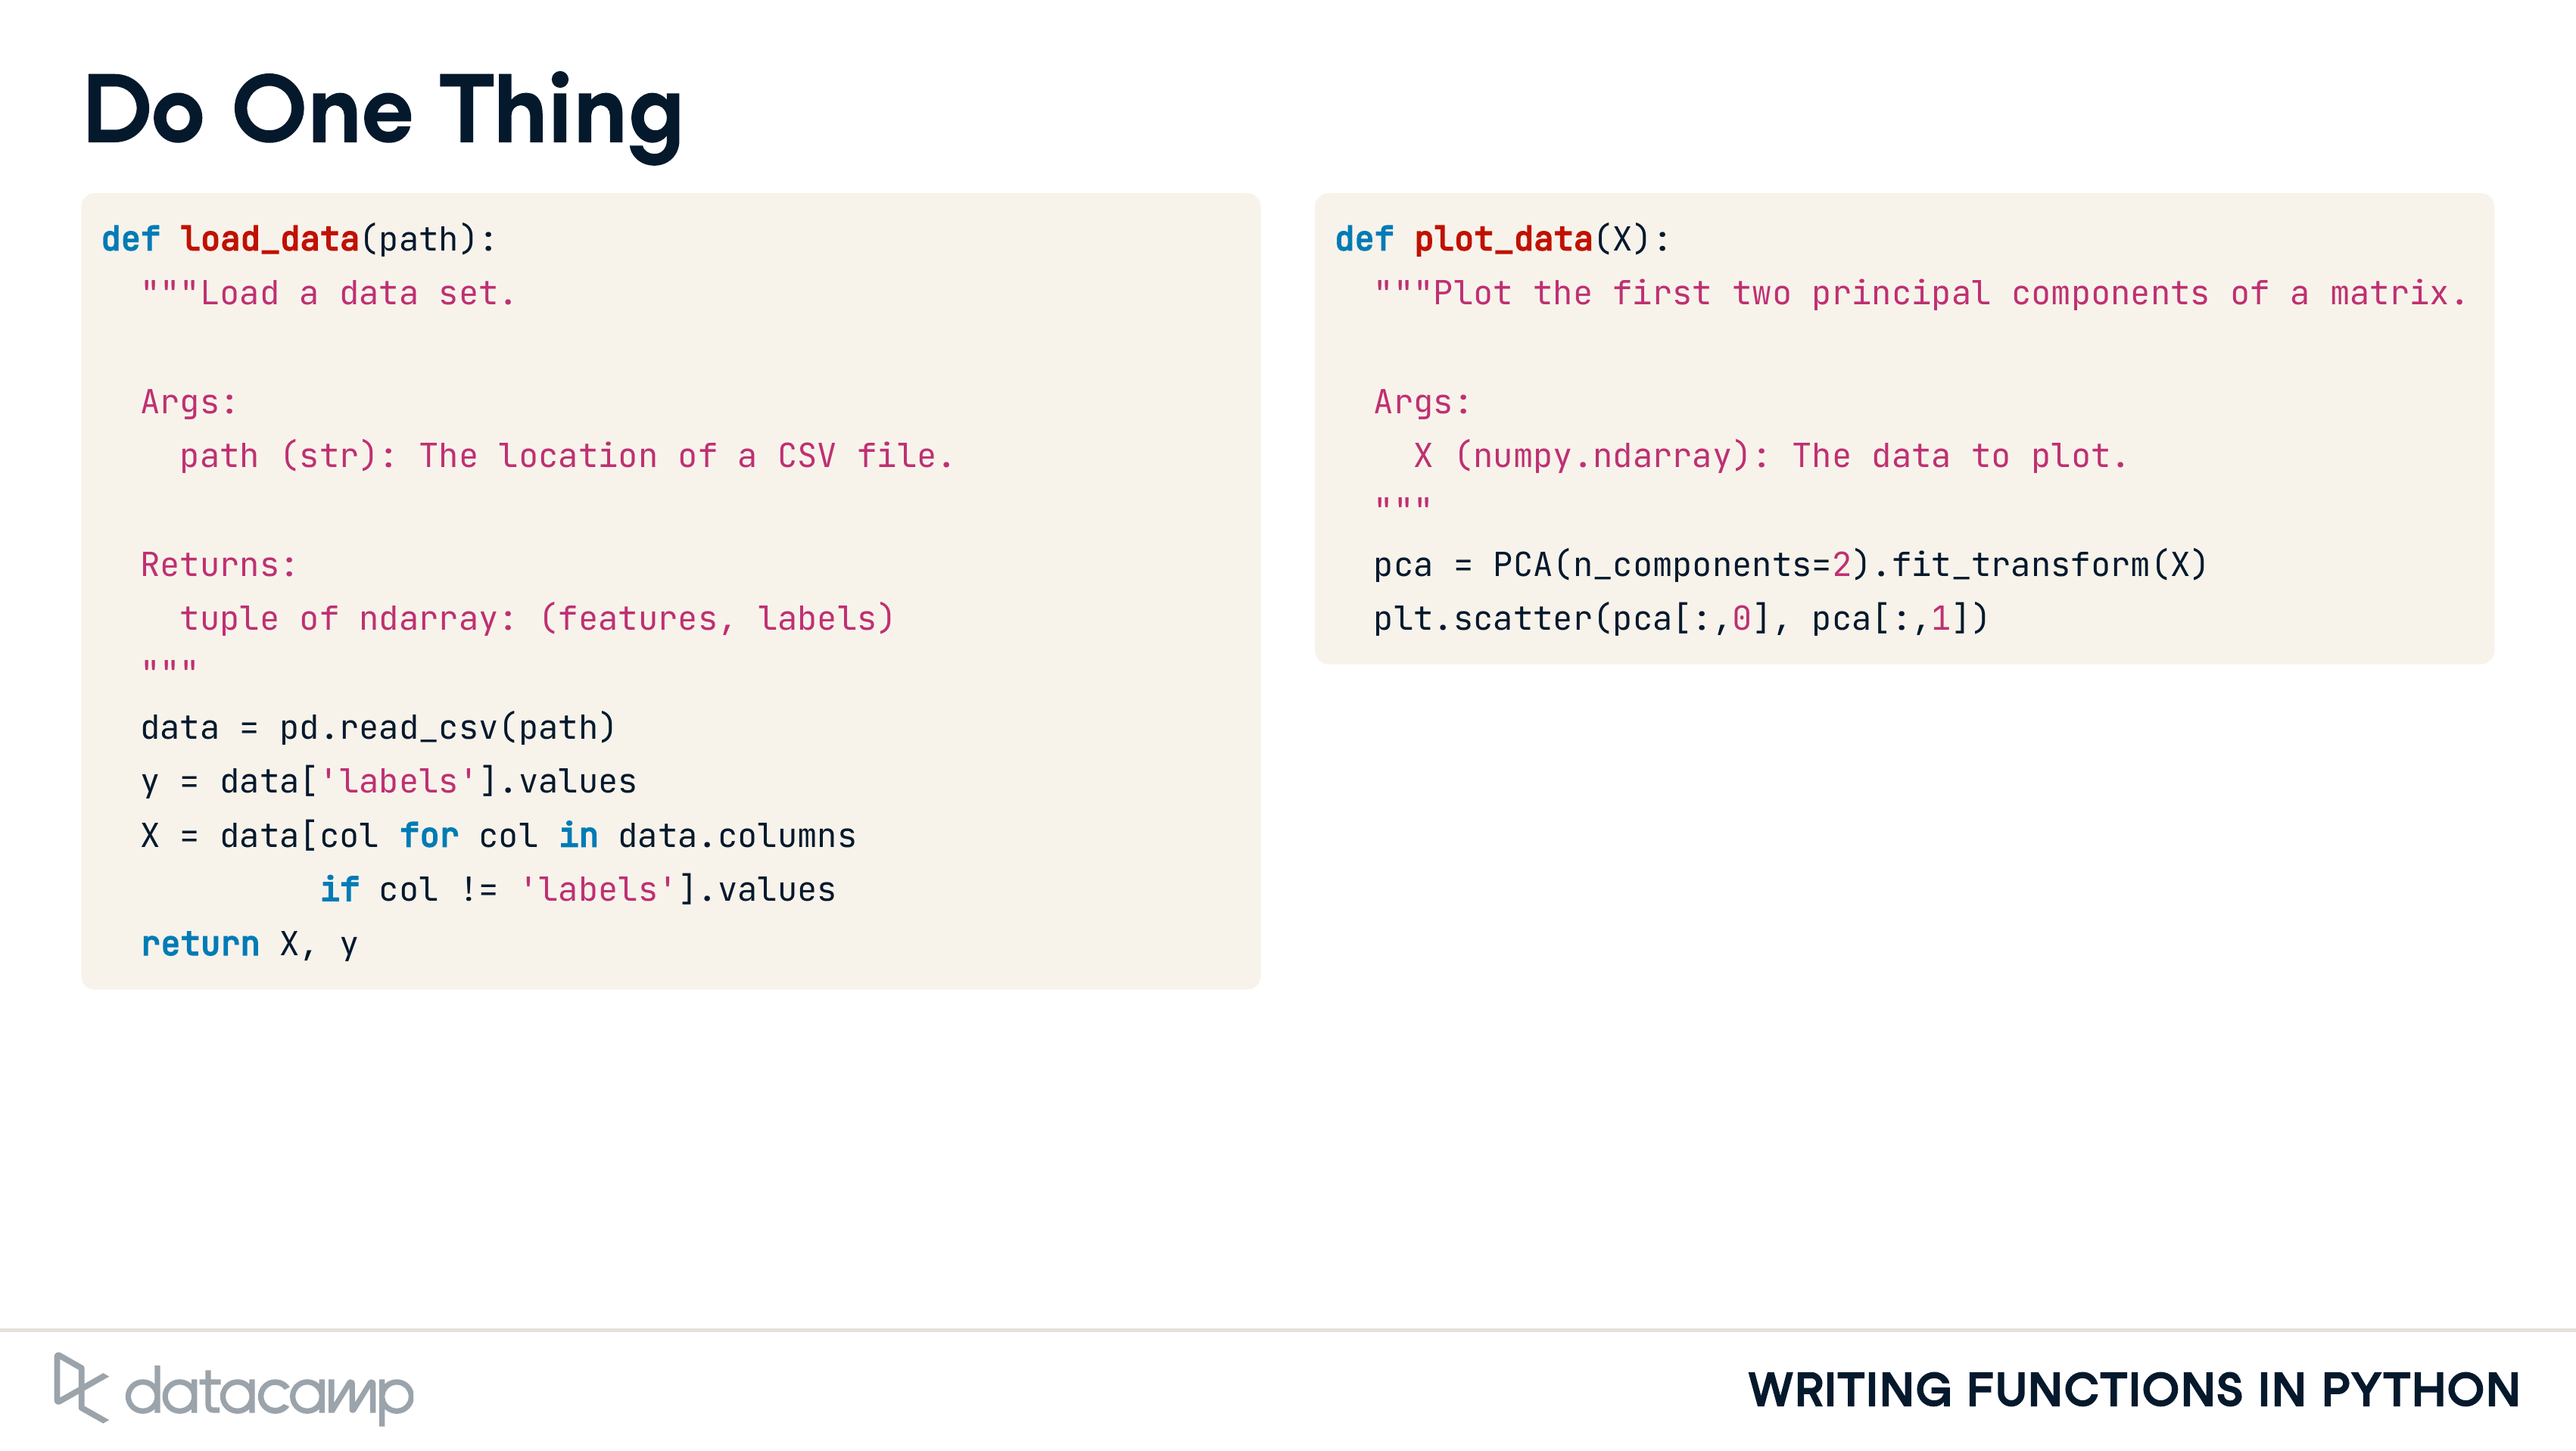 Do One Thing
def load_data(path):
  """Load a data set.

  Args:
    path (str): The location of a CSV file.

  Returns:
    tuple of ndarray: (features, labels)
  """
  data = pd.read_csv(path)
  y = data['labels'].values
  X = data[col for col in data.columns
           if col != 'labels'].values
  return X, y
def plot_data(X):
  """Plot the first two principal components of a matrix.

  Args:
    X (numpy.ndarray): The data to plot.
  """
  pca = PCA(n_components=2).fit_transform(X)
  plt.scatter(pca[:,0], pca[:,1])
datacamp
WRITING FUNCTIONS IN PYTHON